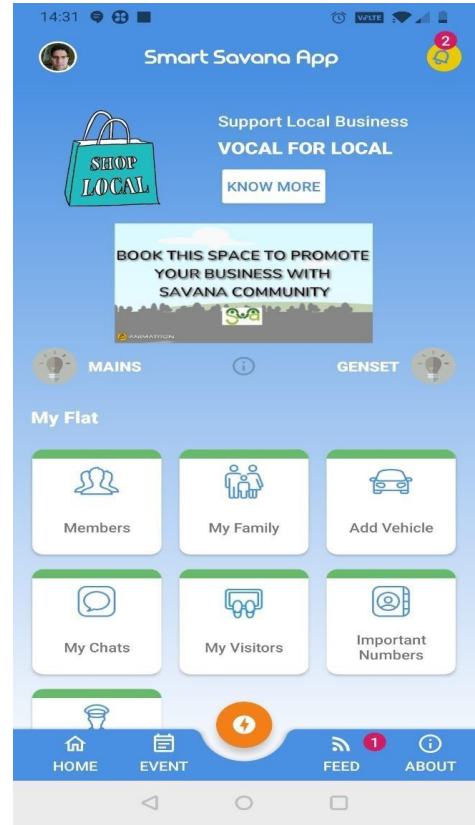 14:31
VoLTE
Smart Savana App
2
SHOP
LOCAL
Support Local Business
VOCAL FOR LOCAL
KNOW MORE
BOOK THIS SPACE TO PROMOTE
YOUR BUSINESS WITH
SAVANA COMMUNITY
ANIMATRON
MAINS
GENSET
My Flat
Members
My Family
Add Vehicle
My Chats
My Visitors
Important
Numbers
HOME
EVENT
FEED
1
ABOUT